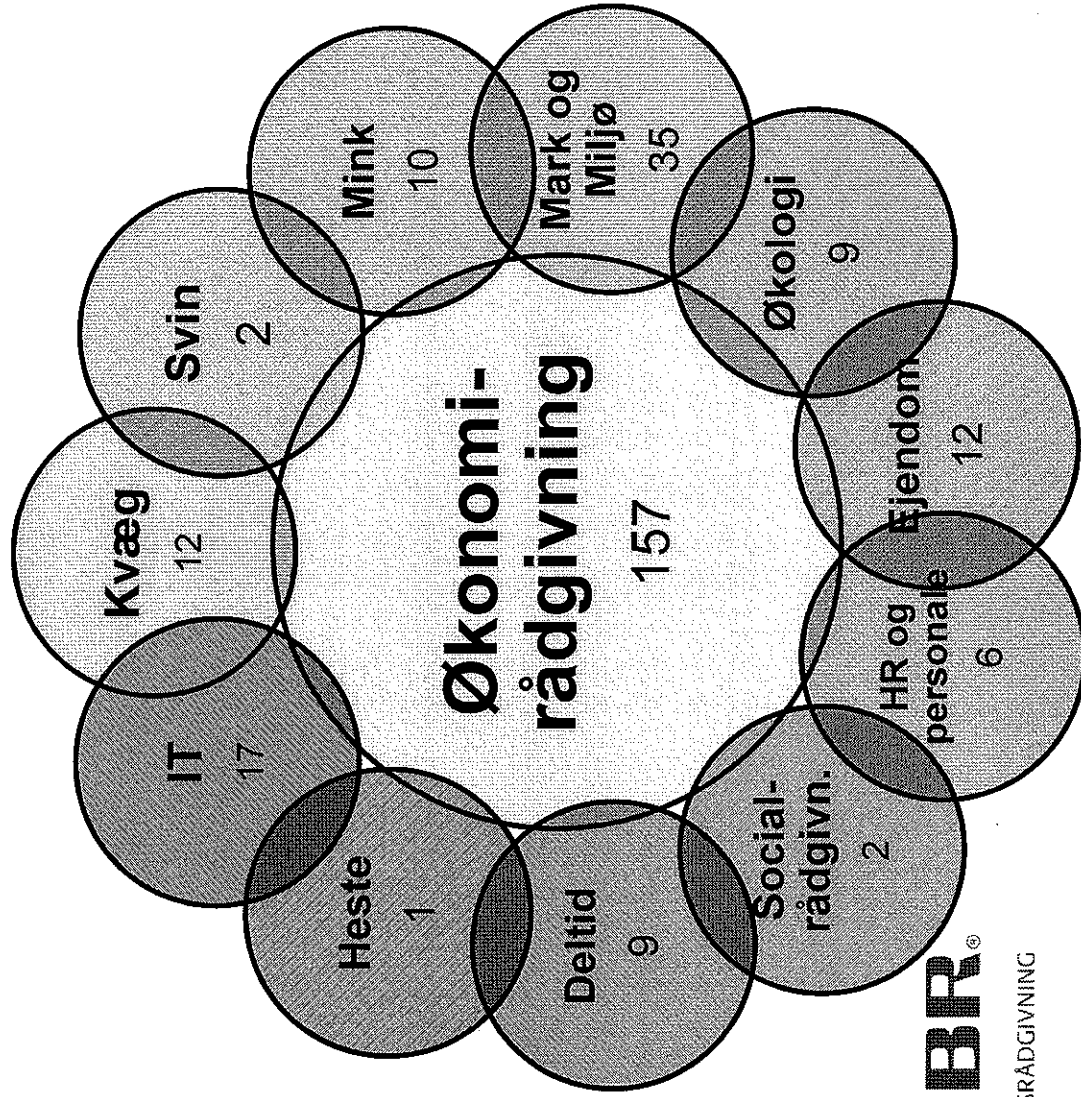 Kvæg
12
Svin
2
Mink
10
Mark og
Miljø
35
Økologi
9
Ejendom
12
HR og
personale
6
Social-
rådgivn.
2
Deltid
9
Heste
1
IT
17
Økonomi-
rådgivning
157
BR®
SRÅDGIVNING